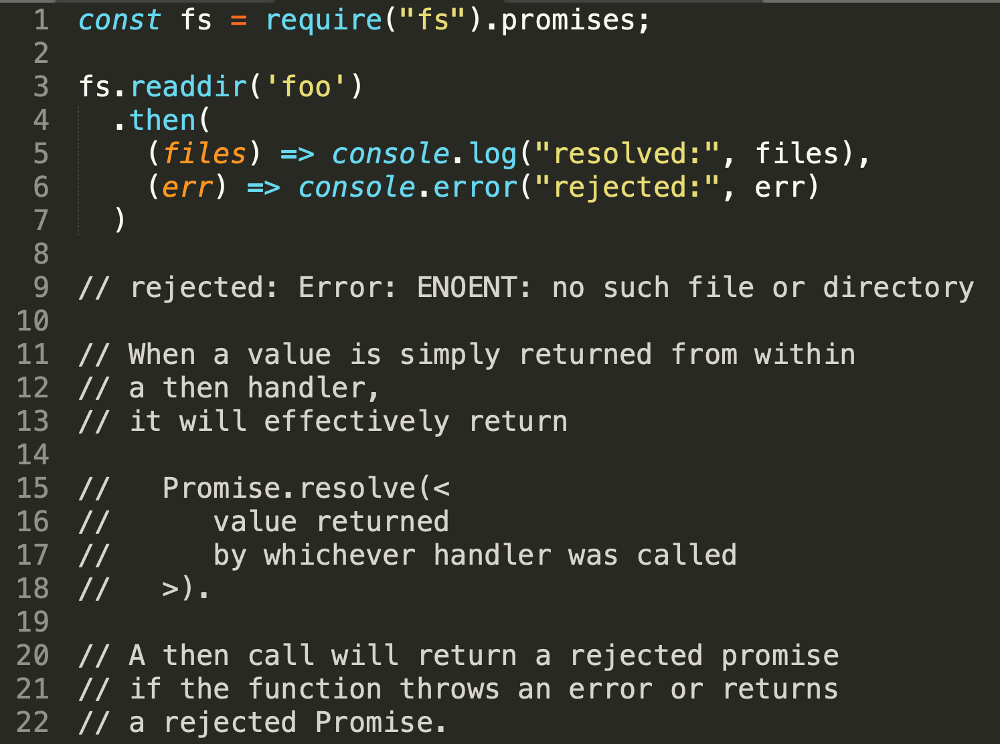 1 const fs = require("fs").promises;
2
3 fs.readdir('foo')
4   .then(
5     (files) => console.log("resolved:", files),
6     (err) => console.error("rejected:", err)
7   )
8
9 // rejected: Error: ENOENT: no such file or directory
10
11 // When a value is simply returned from within
12 // a then handler,
13 // it will effectively return
14
15 //   Promise.resolve(<
16 //      value returned
17 //      by whichever handler was called
18 //   >).
19
20 // A then call will return a rejected promise
21 // if the function throws an error or returns
22 // a rejected Promise.